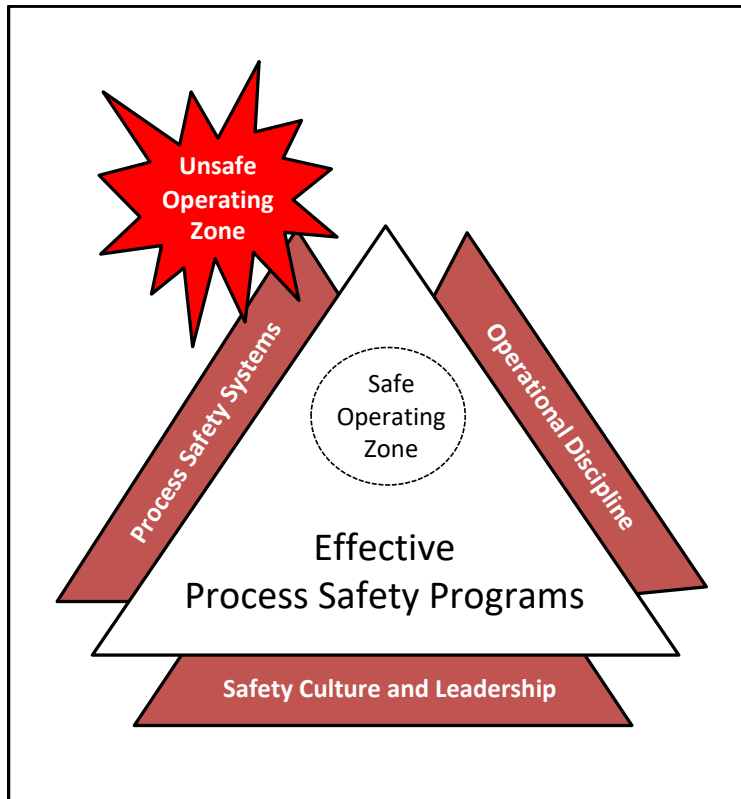 Unsafe
Operating
Zone
Process Safety Systems
Operational Discipline
Safe
Operating
Zone
Effective
Process Safety Programs
Safety Culture and Leadership